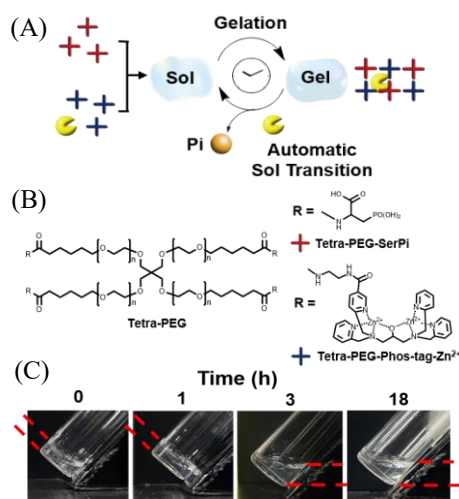 (A)
Gelation
Sol
Gel
Pi
Automatic
Sol Transition
(B)
R =
HO
O
N
H
PO(OH)2
Tetra-PEG-SerPi
R =
Tetra-PEG
Tetra-PEG-Phos-tag-Zn2+
(C)
Time (h)
0
1
3
18